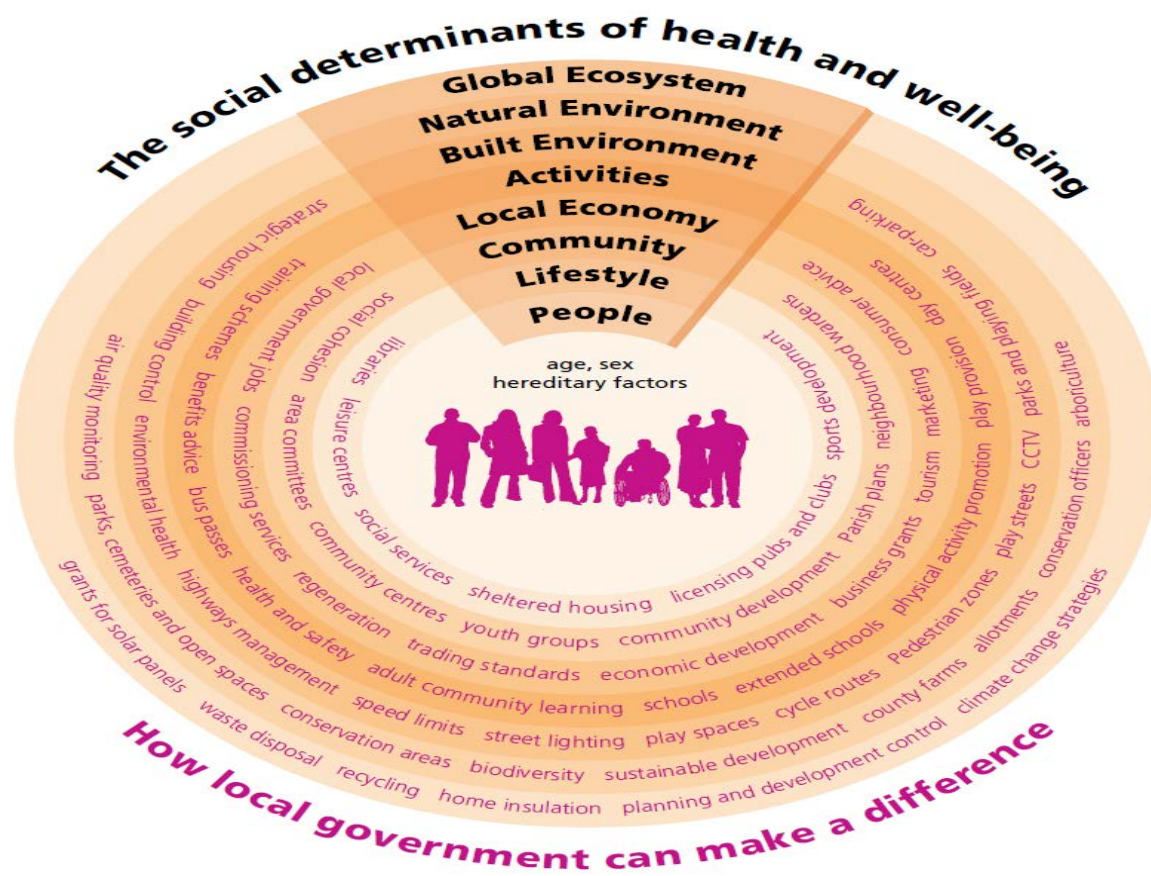 The social determinants of health and well-being
Global Ecosystem
Natural Environment
Built Environment
Activities
Local Economy
Community
Lifestyle
People
age, sex
hereditary factors
libraries leisure centres social services sheltered housing licensing pubs and clubs sports development
social cohesion area committees community centres youth groups community development Parish plans neighbourhood wardens
local government jobs commissioning services regeneration trading standards economic development business grants tourism marketing consumer advice
training schemes benefits advice bus passes health and safety adult community learning schools extended schools physical activity promotion play provision day centres
strategic housing building control environmental health highways management speed limits street lighting play spaces cycle routes Pedestrian zones play streets CCTV parks and playing fields car-parking
air quality monitoring parks, cemeteries and open spaces conservation areas biodiversity sustainable development county farms allotments conservation officers arboriculture
grants for solar panels waste disposal recycling home insulation planning and development control climate change strategies
How local government can make a difference